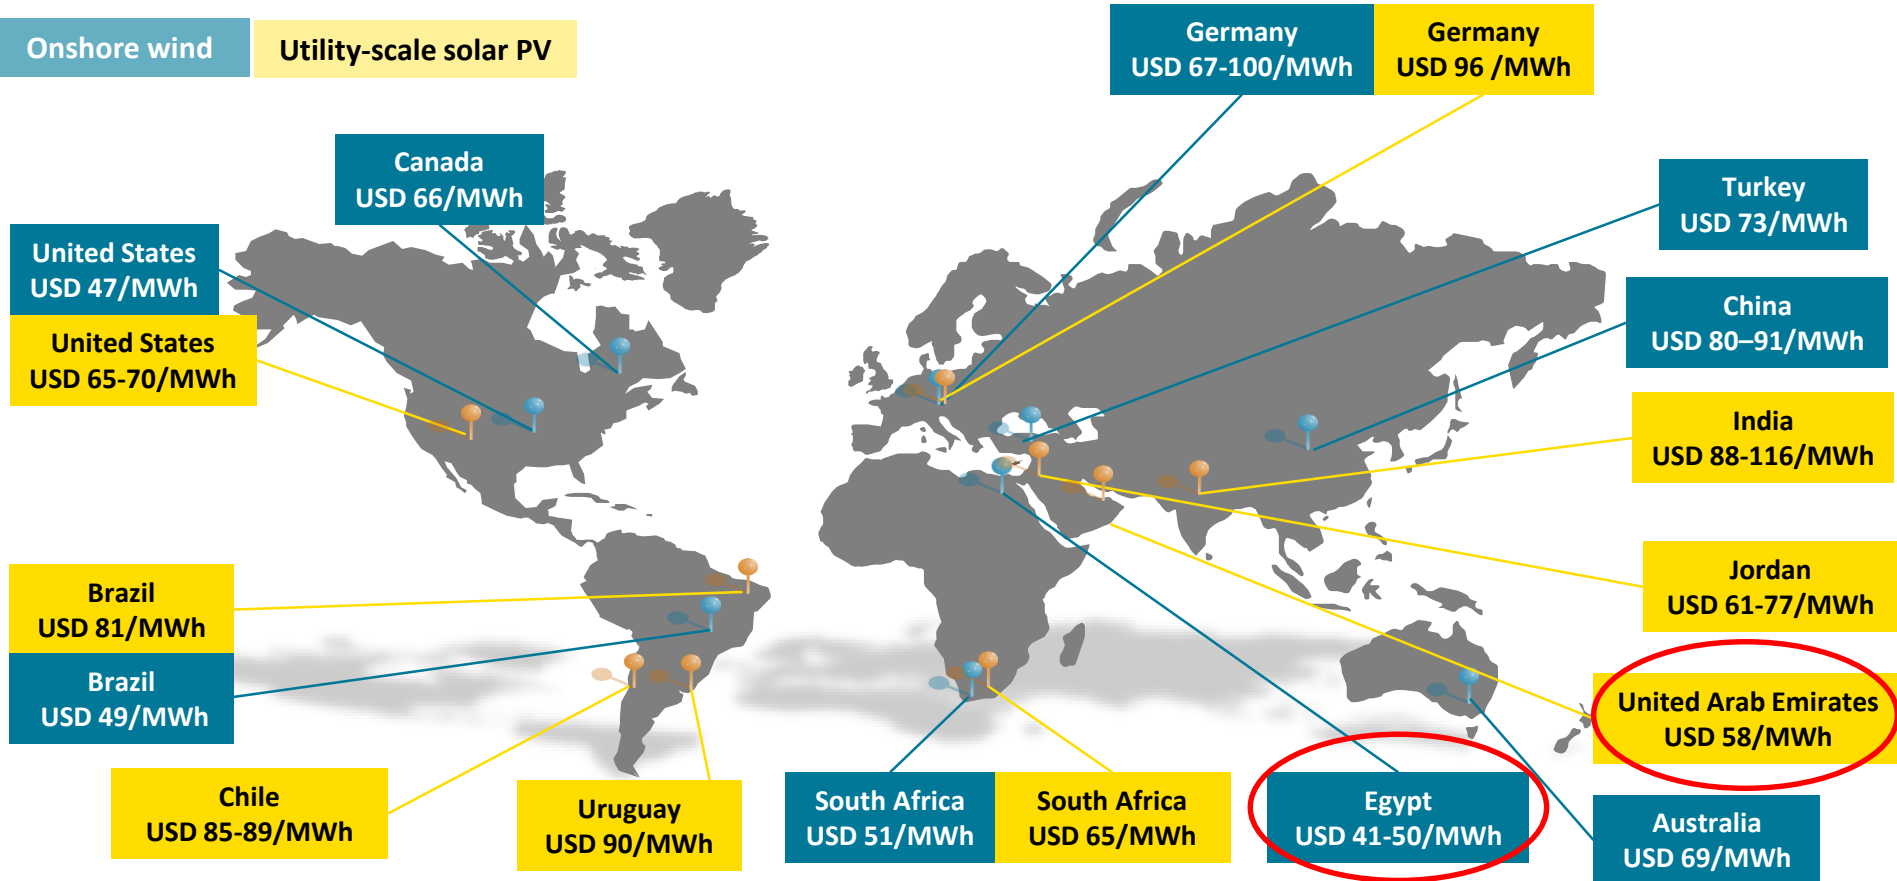 Onshore wind
Utility-scale solar PV
Germany
USD 67-100/MWh
Germany
USD 96 /MWh
Canada
USD 66/MWh
Turkey
USD 73/MWh
United States
USD 47/MWh
United States
USD 65-70/MWh
China
USD 80–91/MWh
India
USD 88-116/MWh
Jordan
USD 61-77/MWh
Brazil
USD 81/MWh
Brazil
USD 49/MWh
United Arab Emirates
USD 58/MWh
Chile
USD 85-89/MWh
Uruguay
USD 90/MWh
South Africa
USD 51/MWh
South Africa
USD 65/MWh
Egypt
USD 41-50/MWh
Australia
USD 69/MWh